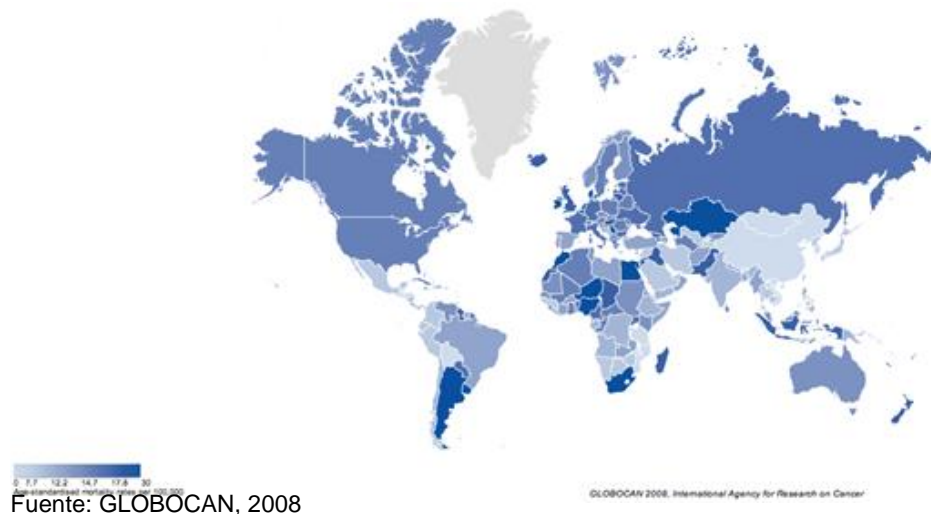 0 7.7 12.2 14.7 17.8 30
Age-standardised mortality rates per 100,000
Fuente: GLOBOCAN, 2008
GLOBOCAN 2008, International Agency for Research on Cancer